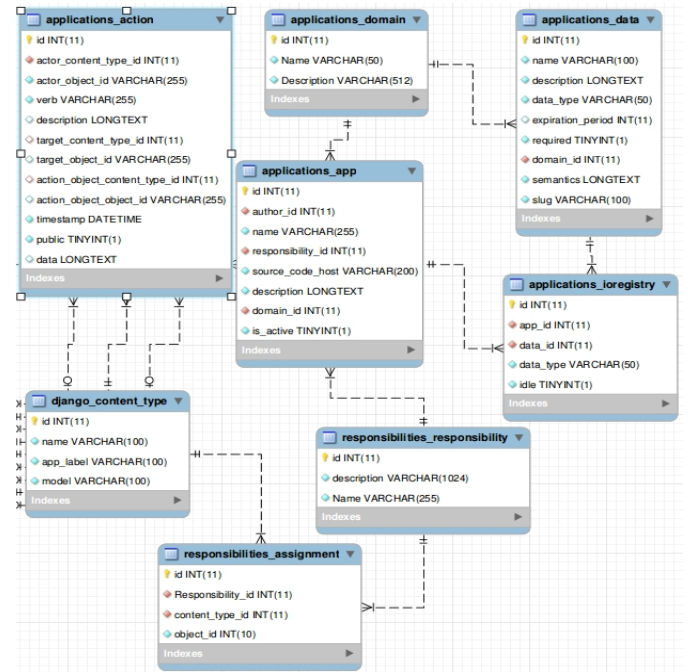 applications_action
id INT(11)
actor_content_type_id INT(11)
actor_object_id VARCHAR(255)
verb VARCHAR(255)
description LONGTEXT
target_content_type_id INT(11)
target_object_id VARCHAR(255)
action_object_content_type_id INT(11)
action_object_object_id VARCHAR(255)
timestamp DATETIME
public TINYINT(1)
data LONGTEXT
Indexes
applications_domain
id INT(11)
Name VARCHAR(50)
Description VARCHAR(512)
Indexes
applications_data
id INT(11)
name VARCHAR(100)
description LONGTEXT
data_type VARCHAR(50)
expiration_period INT(11)
required TINYINT(1)
domain_id INT(11)
semantics LONGTEXT
slug VARCHAR(100)
Indexes
applications_app
id INT(11)
author_id INT(11)
name VARCHAR(255)
responsibility_id INT(11)
source_code_host VARCHAR(200)
description LONGTEXT
domain_id INT(11)
is_active TINYINT(1)
Indexes
applications_ioregistry
id INT(11)
app_id INT(11)
data_id INT(11)
data_type VARCHAR(50)
idle TINYINT(1)
Indexes
django_content_type
id INT(11)
name VARCHAR(100)
app_label VARCHAR(100)
model VARCHAR(100)
Indexes
responsibilities_responsibility
id INT(11)
description VARCHAR(1024)
Name VARCHAR(255)
Indexes
responsibilities_assignment
id INT(11)
Responsibility_id INT(11)
content_type_id INT(11)
object_id INT(10)
Indexes